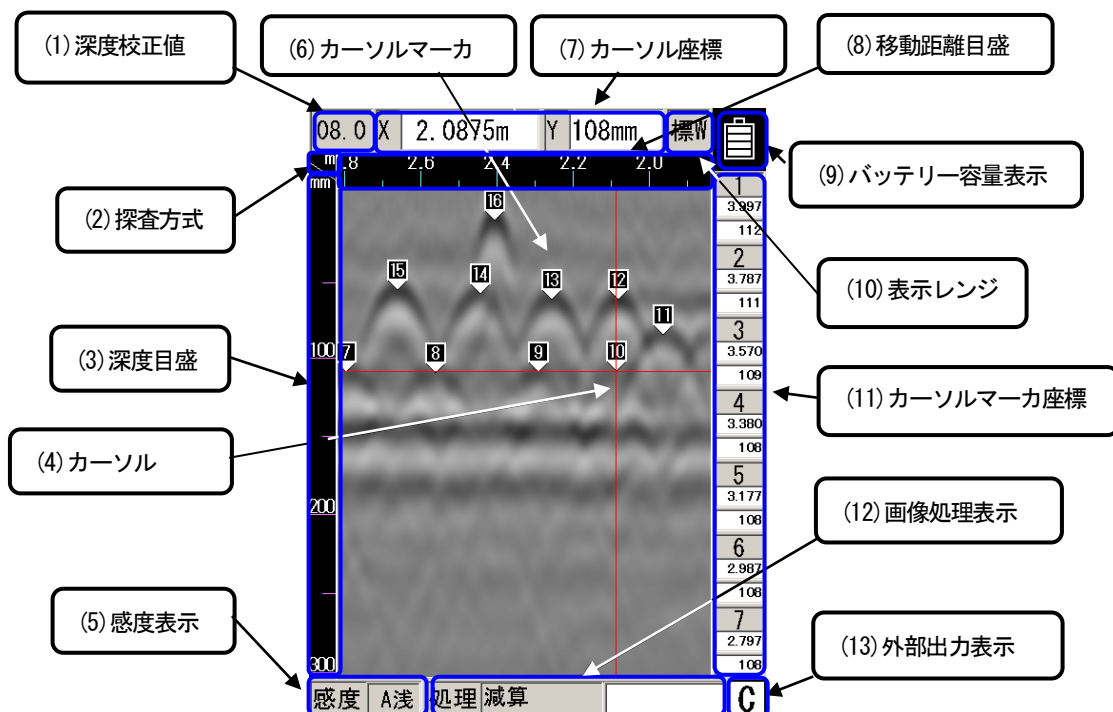 (1)深度校正値
(6)カーソルマーカ
(7)カーソル座標
(8)移動距離目盛
08.0 X 2.0875m Y 108mm 標W
m .8 2.6 2.4 2.2 2.0
mm
(2)探査方式
(9)バッテリー容量表示
(10)表示レンジ
(3)深度目盛
(11)カーソルマーカ座標
(4)カーソル
(12)画像処理表示
(5)感度表示
(13)外部出力表示
16
15 14 13 12
11
100 7 8 9 10
200
300
1
3.997
112
2
3.787
111
3
3.570
109
4
3.380
108
5
3.177
108
6
2.987
108
7
2.797
108
感度 A浅 処理 減算 C